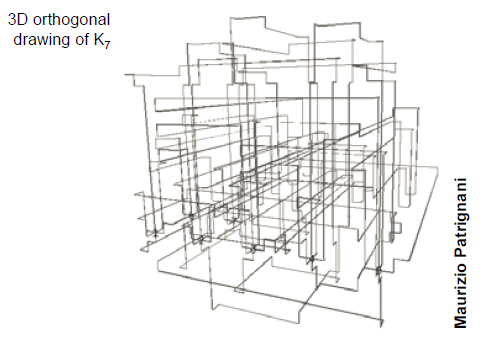 3D orthogonal
drawing of K₇
Maurizio Patrignani